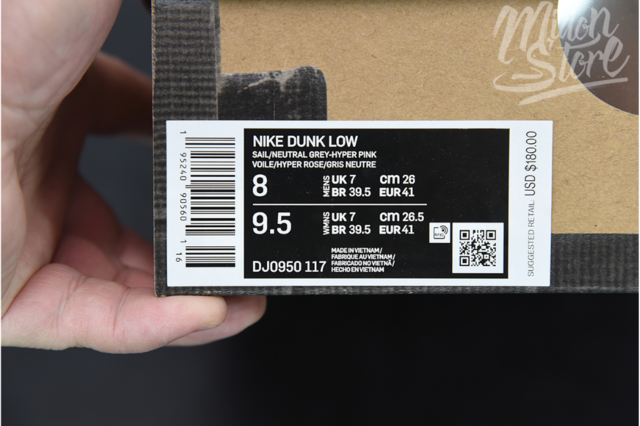 Miuon
Store
NIKE DUNK LOW
SAIL/NEUTRAL GREY-HYPER PINK
VOILE/HYPER ROSE/GRIS NEUTRE
8 MENS UK 7 cm 26
BR 39.5 EUR 41
9.5 WMNS UK 7 cm 26.5
BR 39.5 EUR 41
DJ0950 117
MADE IN VIETNAM/
FABRIQUE AU VIETNAM/
FABRICADO NO VIETNÃ/
HECHO EN VIETNAM
1 95240 90560 1
16
SUGGESTED RETAIL USD $180.00